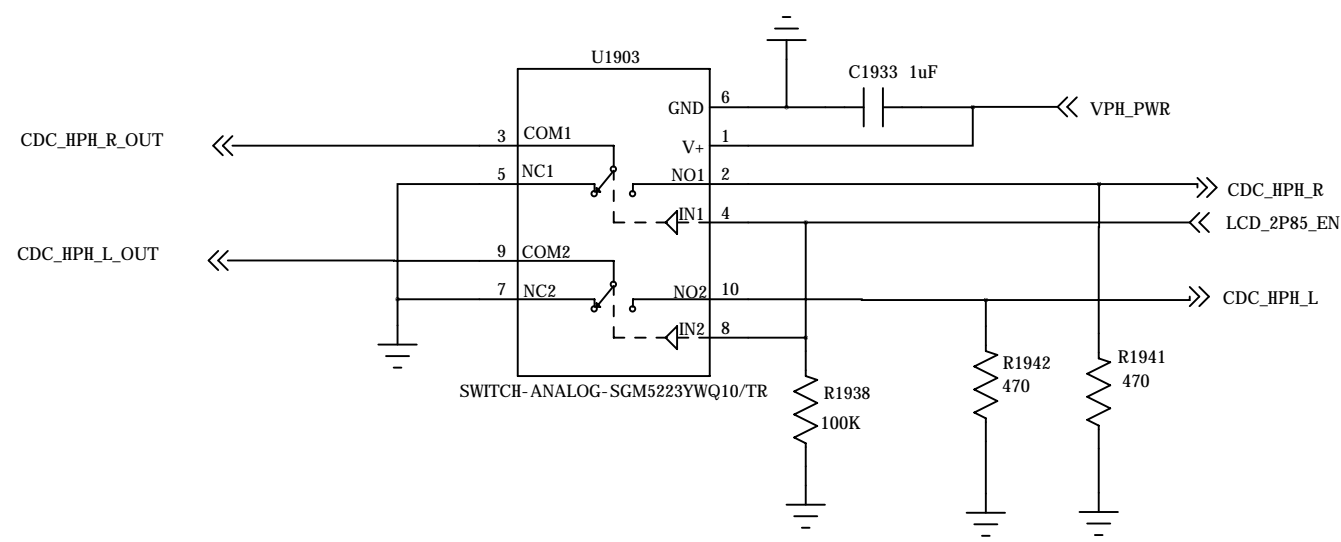 U1903
C1933 1uF
GND 6
VPH_PWR
CDC_HPH_R_OUT
3 COM1
V+ 1
5 NC1
NO1 2
CDC_HPH_R
IN1 4
LCD_2P85_EN
CDC_HPH_L_OUT
9 COM2
7 NC2
NO2 10
CDC_HPH_L
IN2 8
R1942
470
R1941
470
SWITCH-ANALOG-SGM5223YWQ10/TR
R1938
100K